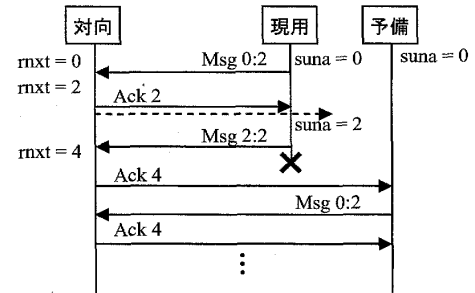 対向 現用 予備
rnxt = 0 Msg 0:2 suna = 0 suna = 0
rnxt = 2
Ack 2
suna = 2
Msg 2:2
rnxt = 4
Ack 4
Msg 0:2
Ack 4